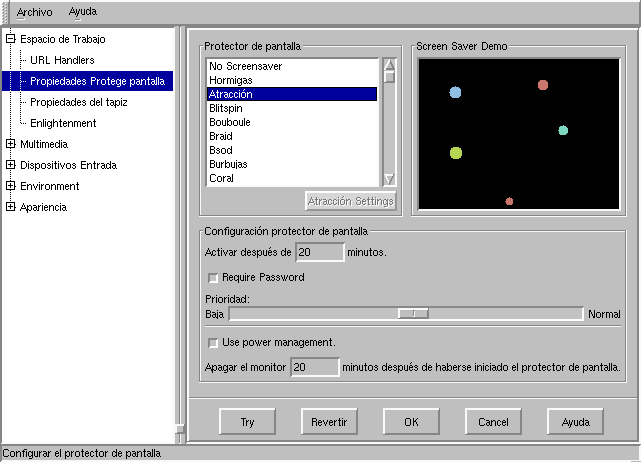 Archivo Ayuda
Espacio de Trabajo
URL Handlers
Propiedades Protege pantalla
Propiedades del tapiz
Enlightenment
Multimedia
Dispositivos Entrada
Environment
Apariencia
Protector de pantalla
No Screensaver
Hormigas
Atracción
Blitspin
Bouboule
Braid
Bsod
Burbujas
Coral
Atracción Settings
Screen Saver Demo
Configuración protector de pantalla
Activar después de 20 minutos.
Require Password
Prioridad:
Baja Normal
Use power management.
Apagar el monitor 20 minutos después de haberse iniciado el protector de pantalla.
Try Revertir OK Cancel Ayuda
Configurar el protector de pantalla